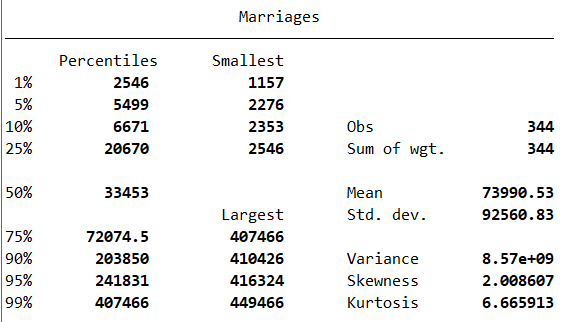 Marriages
Percentiles Smallest
1% 2546 1157
5% 5499 2276
10% 6671 2353 Obs 344
25% 20670 2546 Sum of wgt. 344
50% 33453 Mean 73990.53
Largest Std. dev. 92560.83
75% 72074.5 407466
90% 203850 410426 Variance 8.57e+09
95% 241831 416324 Skewness 2.008607
99% 407466 449466 Kurtosis 6.665913